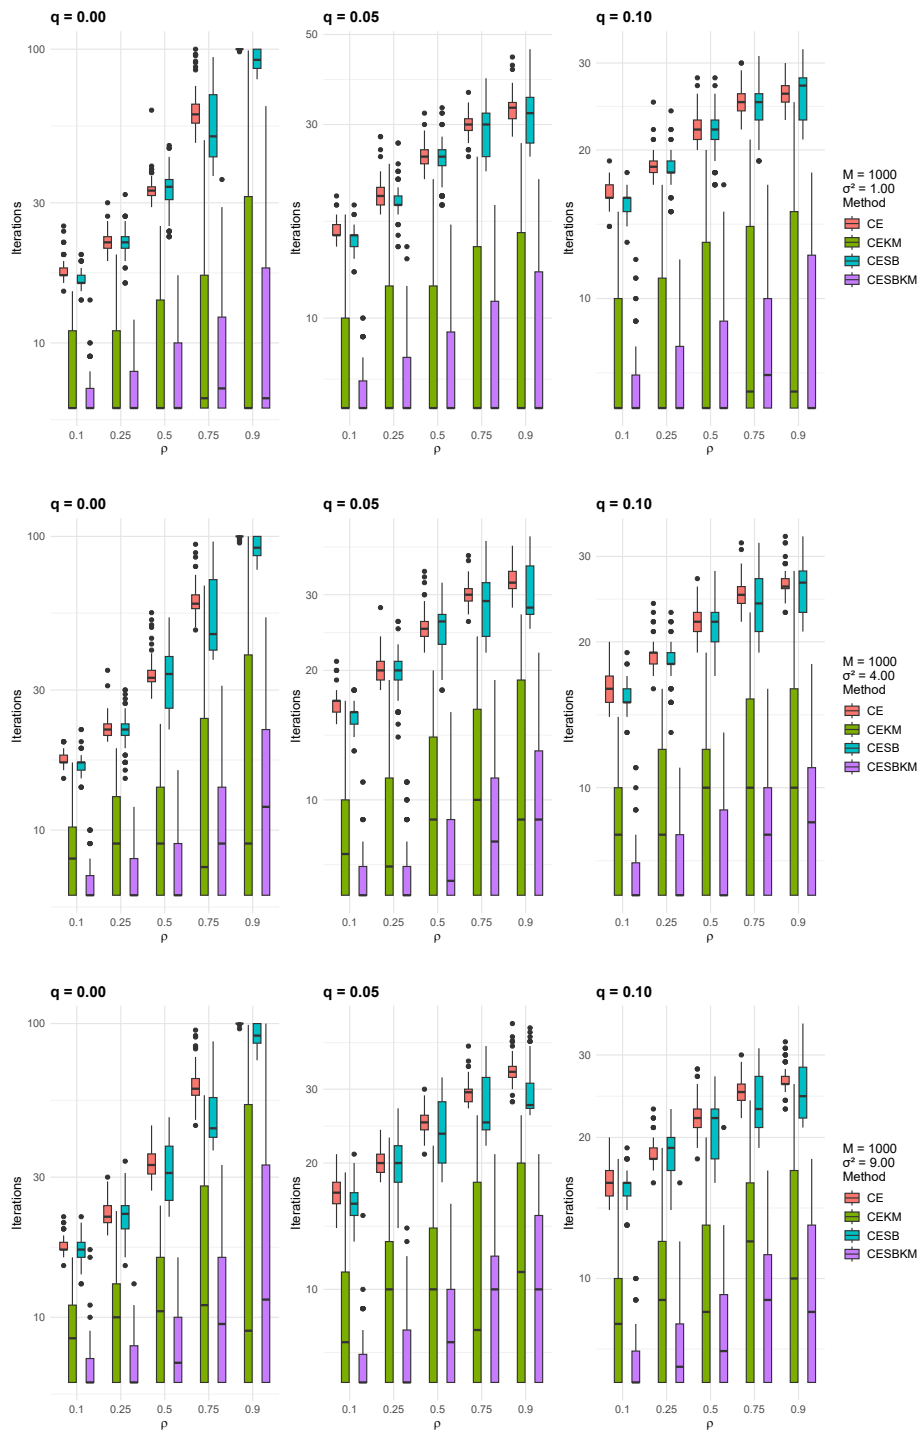 q = 0.00
q = 0.05
q = 0.10
Iterations
100
30
10
0.1 0.25 0.5 0.75 0.9
ρ
Iterations
50
30
10
0.1 0.25 0.5 0.75 0.9
ρ
Iterations
30
20
10
0.1 0.25 0.5 0.75 0.9
ρ
M = 1000
σ² = 1.00
Method
CE
CEKM
CESB
CESBKM
q = 0.00
q = 0.05
q = 0.10
Iterations
100
30
10
0.1 0.25 0.5 0.75 0.9
ρ
Iterations
30
20
10
0.1 0.25 0.5 0.75 0.9
ρ
Iterations
30
20
10
0.1 0.25 0.5 0.75 0.9
ρ
M = 1000
σ² = 4.00
Method
CE
CEKM
CESB
CESBKM
q = 0.00
q = 0.05
q = 0.10
Iterations
100
30
10
0.1 0.25 0.5 0.75 0.9
ρ
Iterations
30
20
10
0.1 0.25 0.5 0.75 0.9
ρ
Iterations
30
20
10
0.1 0.25 0.5 0.75 0.9
ρ
M = 1000
σ² = 9.00
Method
CE
CEKM
CESB
CESBKM